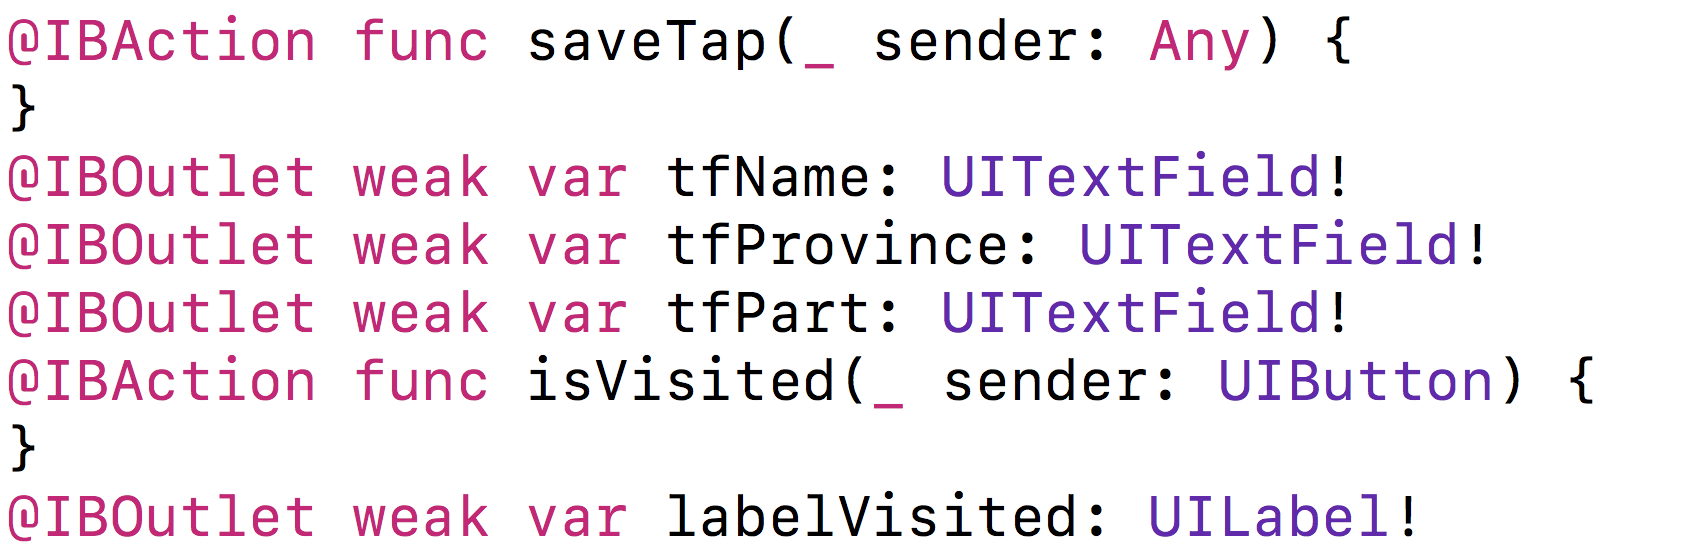 @IBAction func saveTap(_ sender: Any) {
}
@IBOutlet weak var tfName: UITextField!
@IBOutlet weak var tfProvince: UITextField!
@IBOutlet weak var tfPart: UITextField!
@IBAction func isVisited(_ sender: UIButton) {
}
@IBOutlet weak var labelVisited: UILabel!